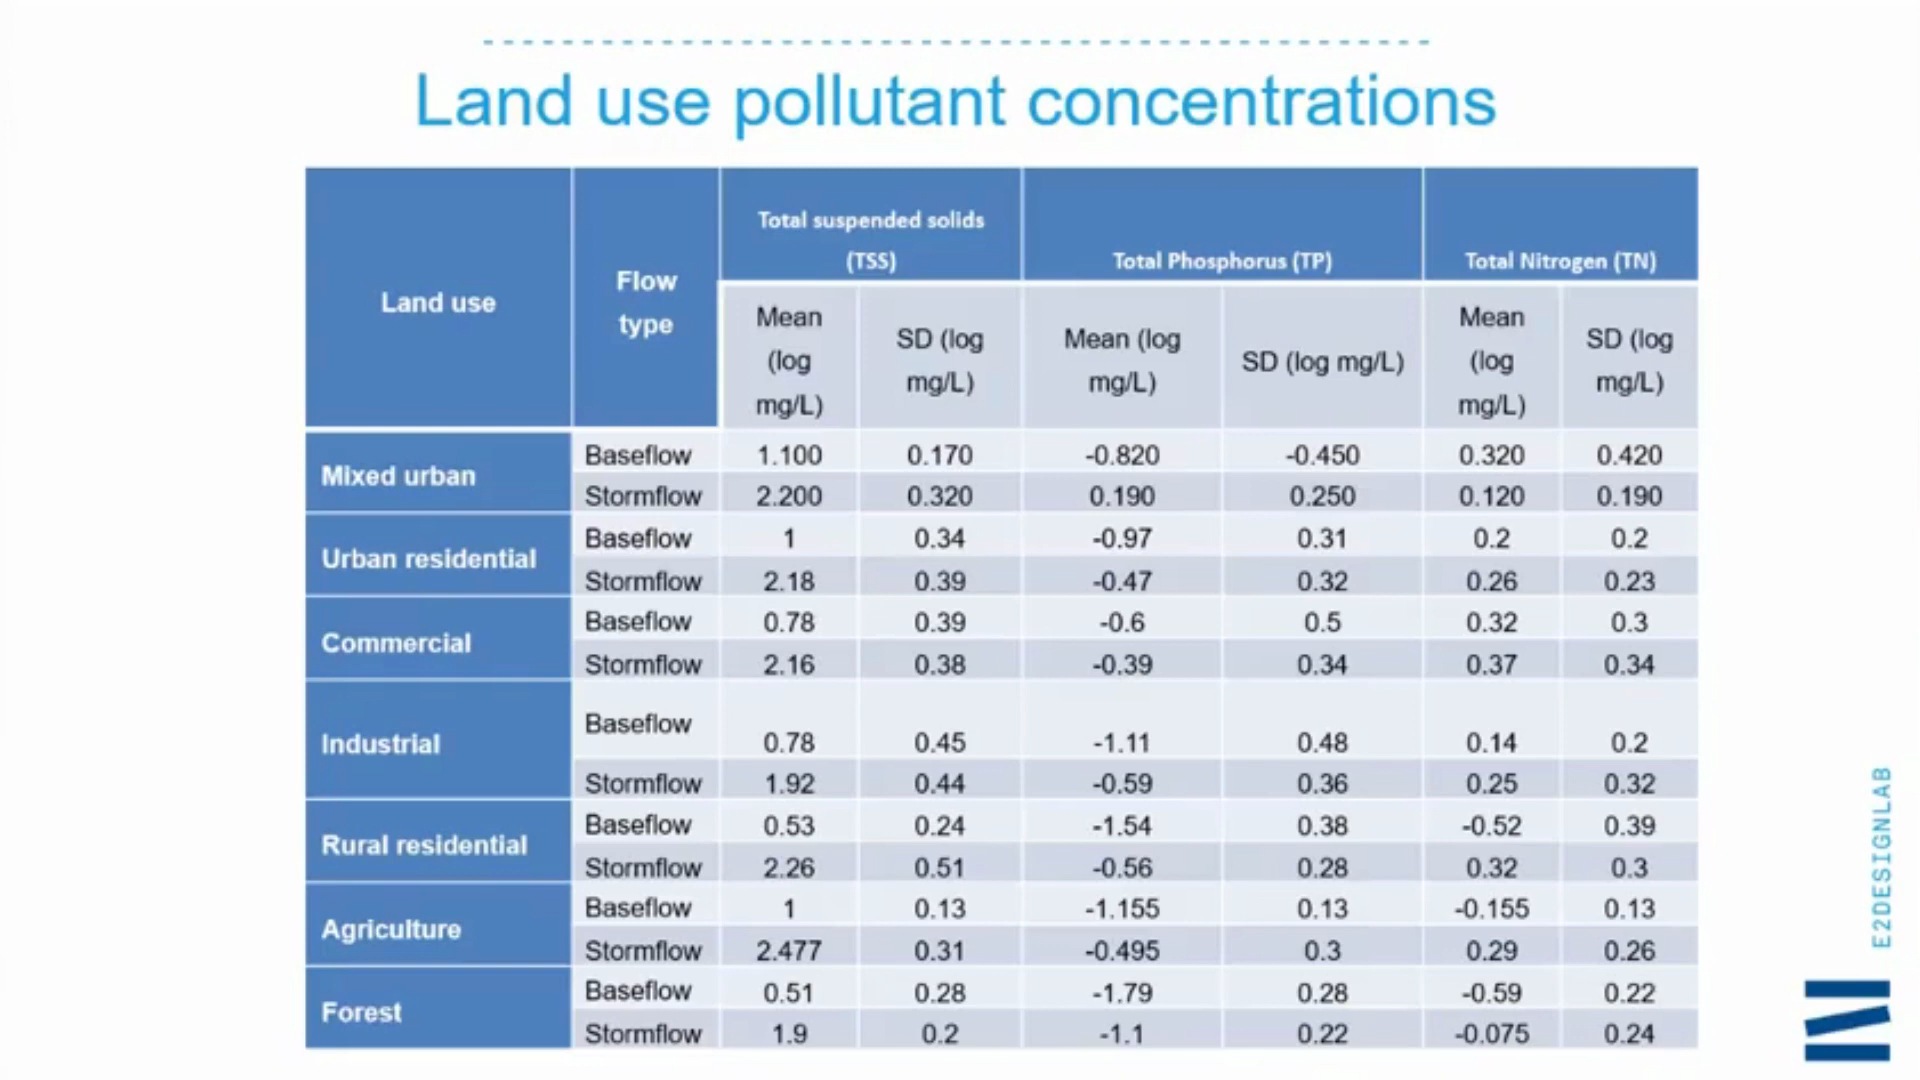 Land use pollutant concentrations
Land use
Flow
type
Total suspended solids
(TSS)
Total Phosphorus (TP)
Total Nitrogen (TN)
Mean
(log
mg/L)
SD (log
mg/L)
Mean (log
mg/L)
SD (log mg/L)
Mean
(log
mg/L)
SD (log
mg/L)
Mixed urban
Baseflow 1.100 0.170 -0.820 -0.450 0.320 0.420
Stormflow 2.200 0.320 0.190 0.250 0.120 0.190
Urban residential
Baseflow 1 0.34 -0.97 0.31 0.2 0.2
Stormflow 2.18 0.39 -0.47 0.32 0.26 0.23
Commercial
Baseflow 0.78 0.39 -0.6 0.5 0.32 0.3
Stormflow 2.16 0.38 -0.39 0.34 0.37 0.34
Industrial
Baseflow 0.78 0.45 -1.11 0.48 0.14 0.2
Stormflow 1.92 0.44 -0.59 0.36 0.25 0.32
Rural residential
Baseflow 0.53 0.24 -1.54 0.38 -0.52 0.39
Stormflow 2.26 0.51 -0.56 0.28 0.32 0.3
Agriculture
Baseflow 1 0.13 -1.155 0.13 -0.155 0.13
Stormflow 2.477 0.31 -0.495 0.3 0.29 0.26
Forest
Baseflow 0.51 0.28 -1.79 0.28 -0.59 0.22
Stormflow 1.9 0.2 -1.1 0.22 -0.075 0.24
E2DESIGNLAB